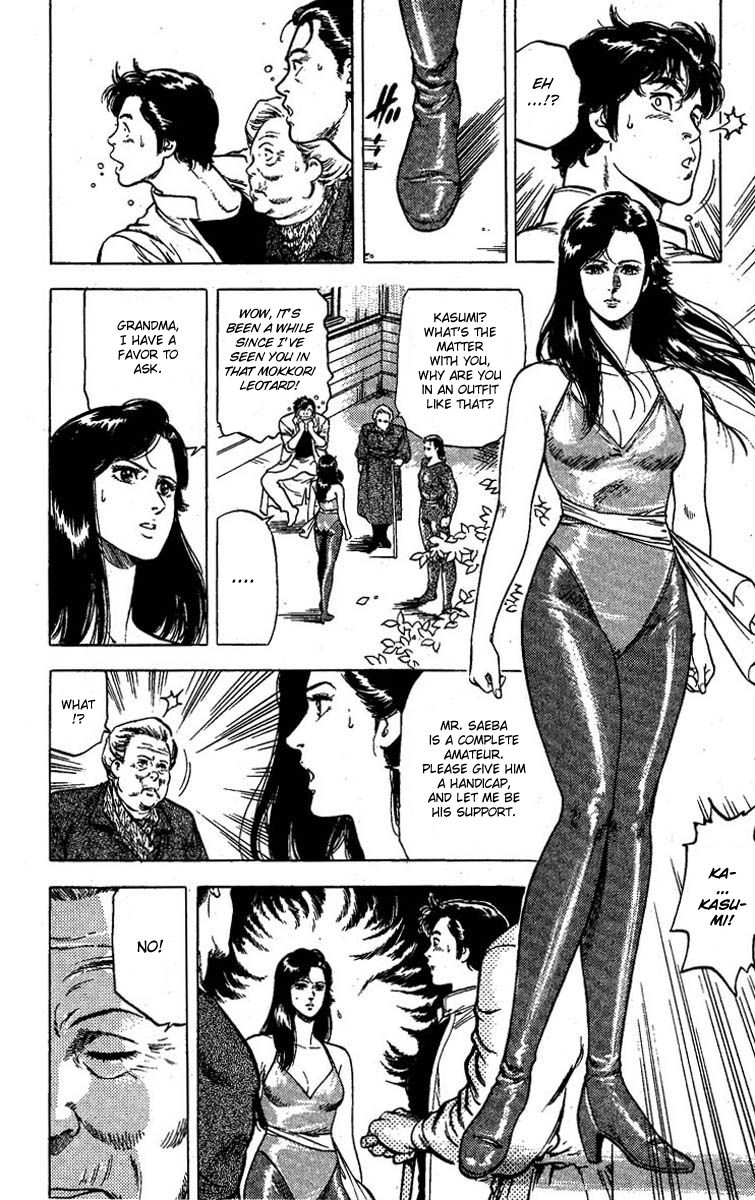 EH
...!?
KA-
...
KASU-
MI!
KASUMI?
WHAT'S THE
MATTER
WITH YOU,
WHY ARE YOU
IN AN OUTFIT
LIKE THAT?
WOW, IT'S
BEEN A WHILE
SINCE I'VE
SEEN YOU IN
THAT MOKKORI
LEOTARD!
....
GRANDMA,
I HAVE A
FAVOR TO
ASK.
MR. SAEBA
IS A COMPLETE
AMATEUR.
PLEASE GIVE HIM
A HANDICAP,
AND LET ME BE
HIS SUPPORT.
WHAT
!?
NO!